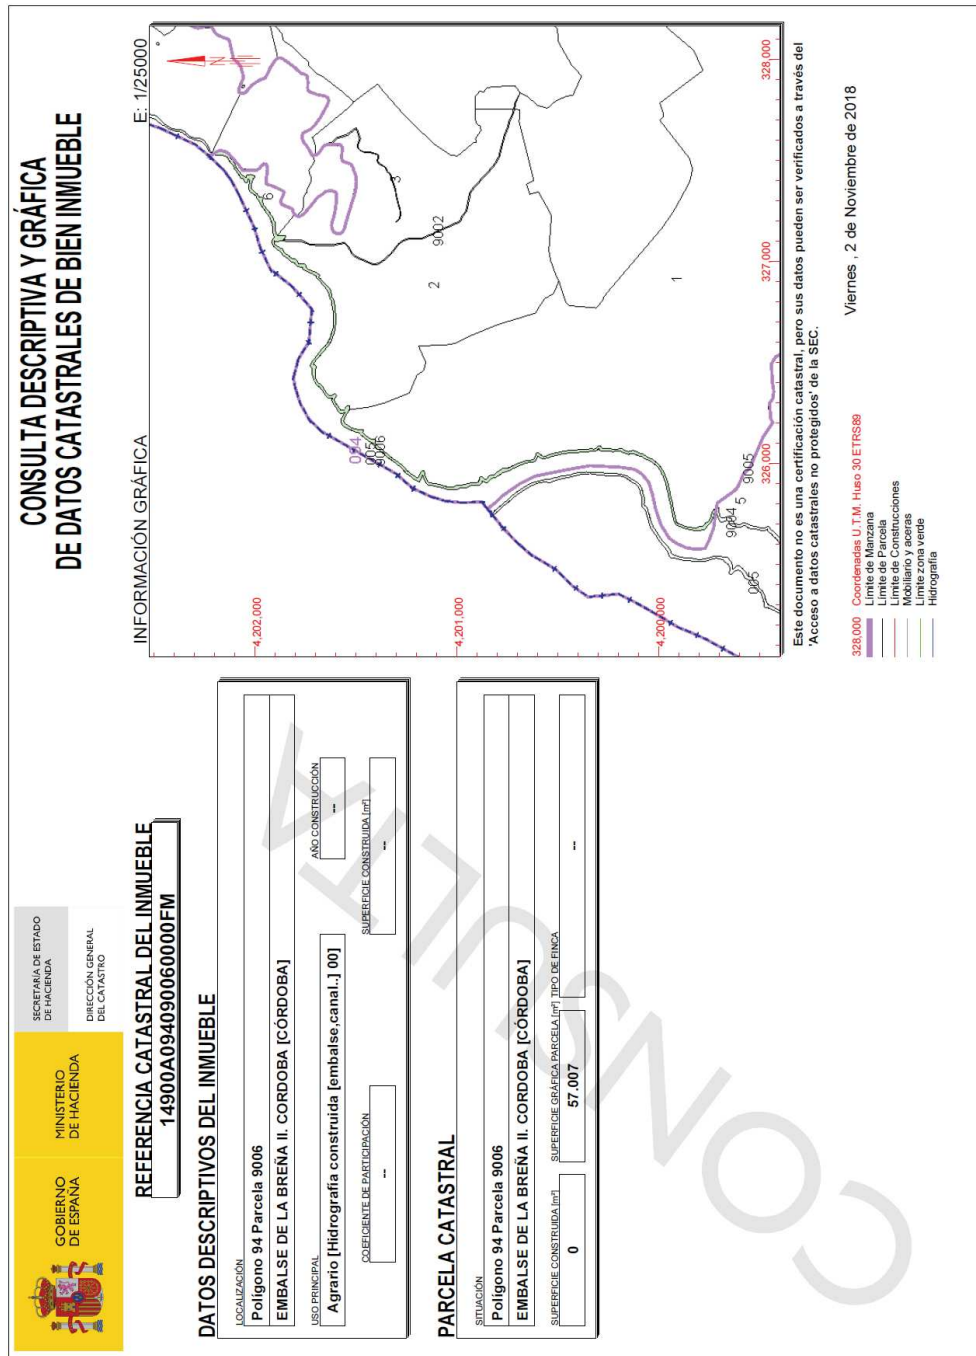 GOBIERNO
DE ESPAÑA
MINISTERIO
DE HACIENDA
SECRETARÍA DE ESTADO
DE HACIENDA
DIRECCIÓN GENERAL
DEL CATASTRO
CONSULTA DESCRIPTIVA Y GRÁFICA
DE DATOS CATASTRALES DE BIEN INMUEBLE
REFERENCIA CATASTRAL DEL INMUEBLE
14900A094090060000FM
DATOS DESCRIPTIVOS DEL INMUEBLE
LOCALIZACIÓN
Polígono 94 Parcela 9006
EMBALSE DE LA BREÑA II. CORDOBA [CÓRDOBA]
USO PRINCIPAL
Agrario [Hidrografía construida [embalse,canal..] 00]
AÑO CONSTRUCCIÓN
--
COEFICIENTE DE PARTICIPACIÓN
--
SUPERFICIE CONSTRUIDA [m²]
--
PARCELA CATASTRAL
SITUACIÓN
Polígono 94 Parcela 9006
EMBALSE DE LA BREÑA II. CORDOBA [CÓRDOBA]
SUPERFICIE CONSTRUIDA [m²]
0
SUPERFICIE GRÁFICA PARCELA [m²]
57.007
TIPO DE FINCA
--
CONSULTA
INFORMACIÓN GRÁFICA
E: 1/25000
N
4,202,000
4,201,000
4,200,000
326,000
327,000
328,000
6
3
9002
2
1
094
005
9006
9005
5
9004
005
Este documento no es una certificación catastral, pero sus datos pueden ser verificados a través del
'Acceso a datos catastrales no protegidos' de la SEC.
328,000 Coordenadas U.T.M. Huso 30 ETRS89
Límite de Manzana
Límite de Parcela
Límite de Construcciones
Mobiliario y aceras
Límite zona verde
Hidrografía
Viernes , 2 de Noviembre de 2018